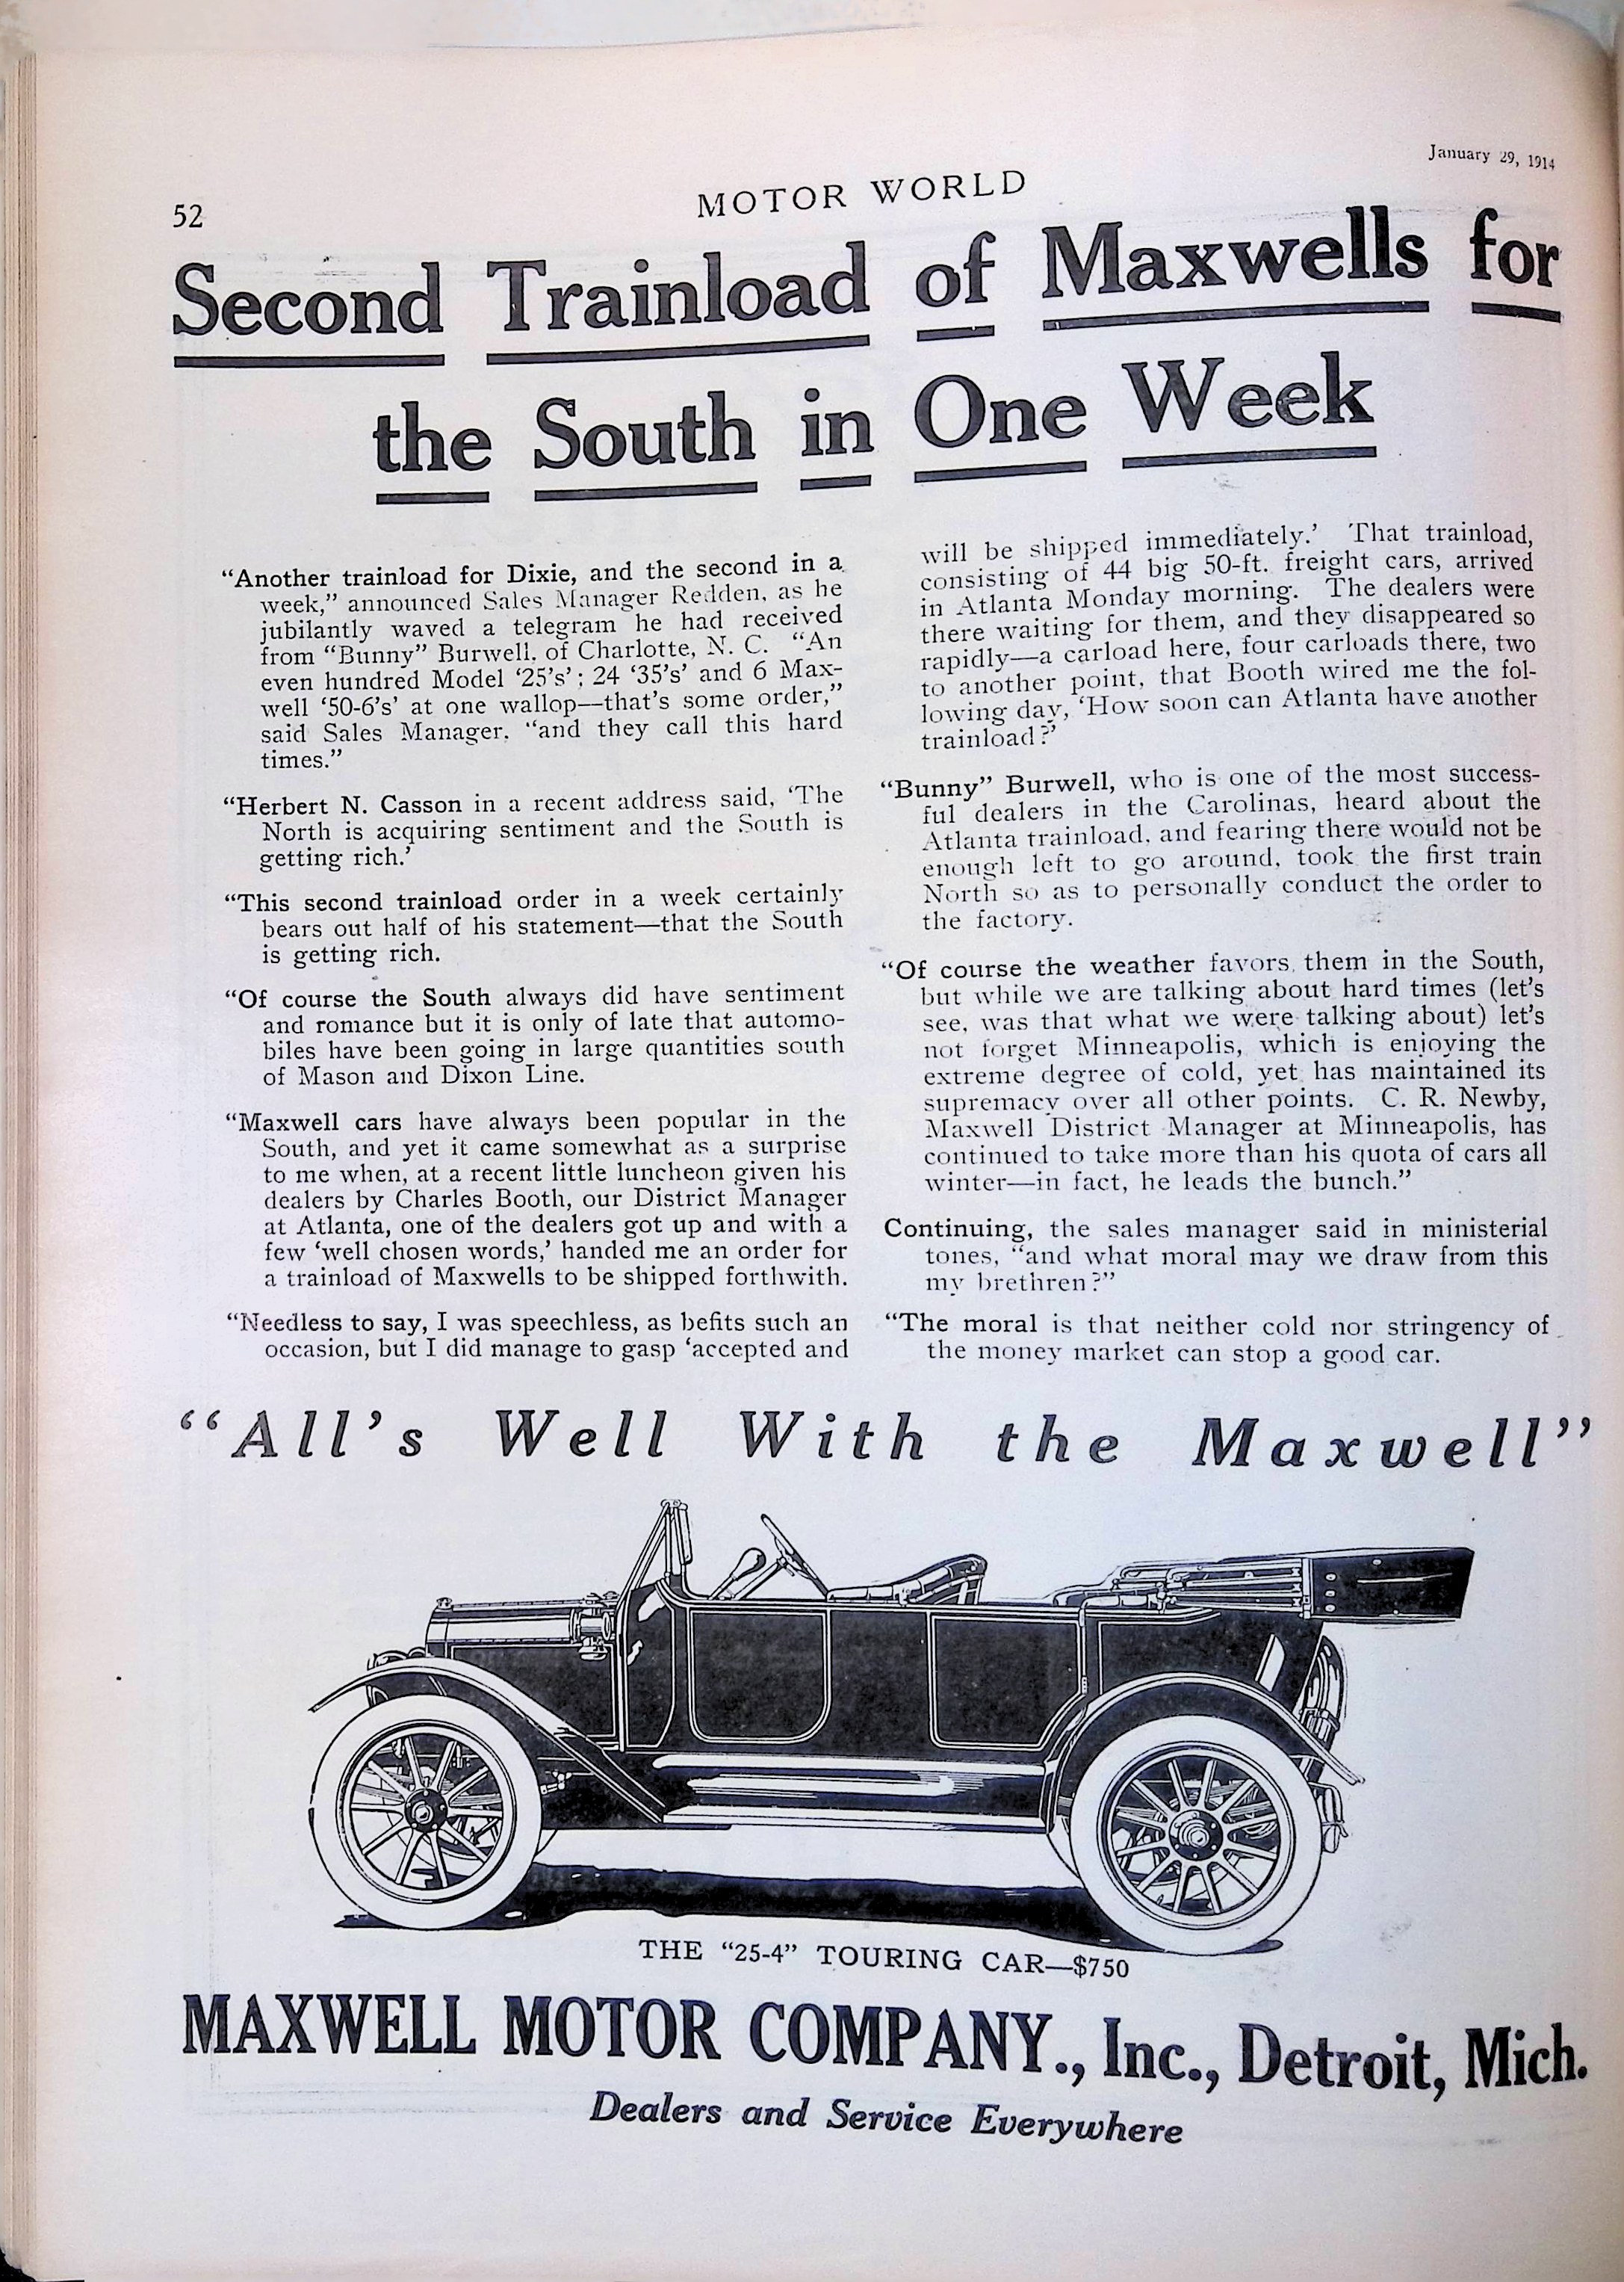 January 29, 1914
52
MOTOR WORLD
Second Trainload of Maxwells for
the South in One Week
“Another trainload for Dixie, and the second in a
week,” announced Sales Manager Redden, as he
jubilantly waved a telegram he had received
from “Bunny” Burwell, of Charlotte, N. C. “An
even hundred Model ‘25’s’; 24 ‘35’s’ and 6 Max-
well ‘50-6’s’ at one wallop—that’s some order,”
said Sales Manager, “and they call this hard
times.”
“Herbert N. Casson in a recent address said, ‘The
North is acquiring sentiment and the South is
getting rich.’
“This second trainload order in a week certainly
bears out half of his statement—that the South
is getting rich.
“Of course the South always did have sentiment
and romance but it is only of late that automo-
biles have been going in large quantities south
of Mason and Dixon Line.
“Maxwell cars have always been popular in the
South, and yet it came somewhat as a surprise
to me when, at a recent little luncheon given his
dealers by Charles Booth, our District Manager
at Atlanta, one of the dealers got up and with a
few ‘well chosen words,’ handed me an order for
a trainload of Maxwells to be shipped forthwith.
“Needless to say, I was speechless, as befits such an
occasion, but I did manage to gasp ‘accepted and
will be shipped immediately.’ That trainload,
consisting of 44 big 50-ft. freight cars, arrived
in Atlanta Monday morning. The dealers were
there waiting for them, and they disappeared so
rapidly—a carload here, four carloads there, two
to another point, that Booth wired me the fol-
lowing day, ‘How soon can Atlanta have another
trainload?’
“Bunny” Burwell, who is one of the most success-
ful dealers in the Carolinas, heard about the
Atlanta trainload, and fearing there would not be
enough left to go around, took the first train
North so as to personally conduct the order to
the factory.
“Of course the weather favors them in the South,
but while we are talking about hard times (let’s
see, was that what we were talking about) let’s
not forget Minneapolis, which is enjoying the
extreme degree of cold, yet has maintained its
supremacy over all other points. C. R. Newby,
Maxwell District Manager at Minneapolis, has
continued to take more than his quota of cars all
winter—in fact, he leads the bunch.”
Continuing, the sales manager said in ministerial
tones, “and what moral may we draw from this
my brethren?”
“The moral is that neither cold nor stringency of
the money market can stop a good car.
“All’s Well With the Maxwell”
THE “25-4” TOURING CAR—$750
MAXWELL MOTOR COMPANY., Inc., Detroit, Mich.
Dealers and Service Everywhere